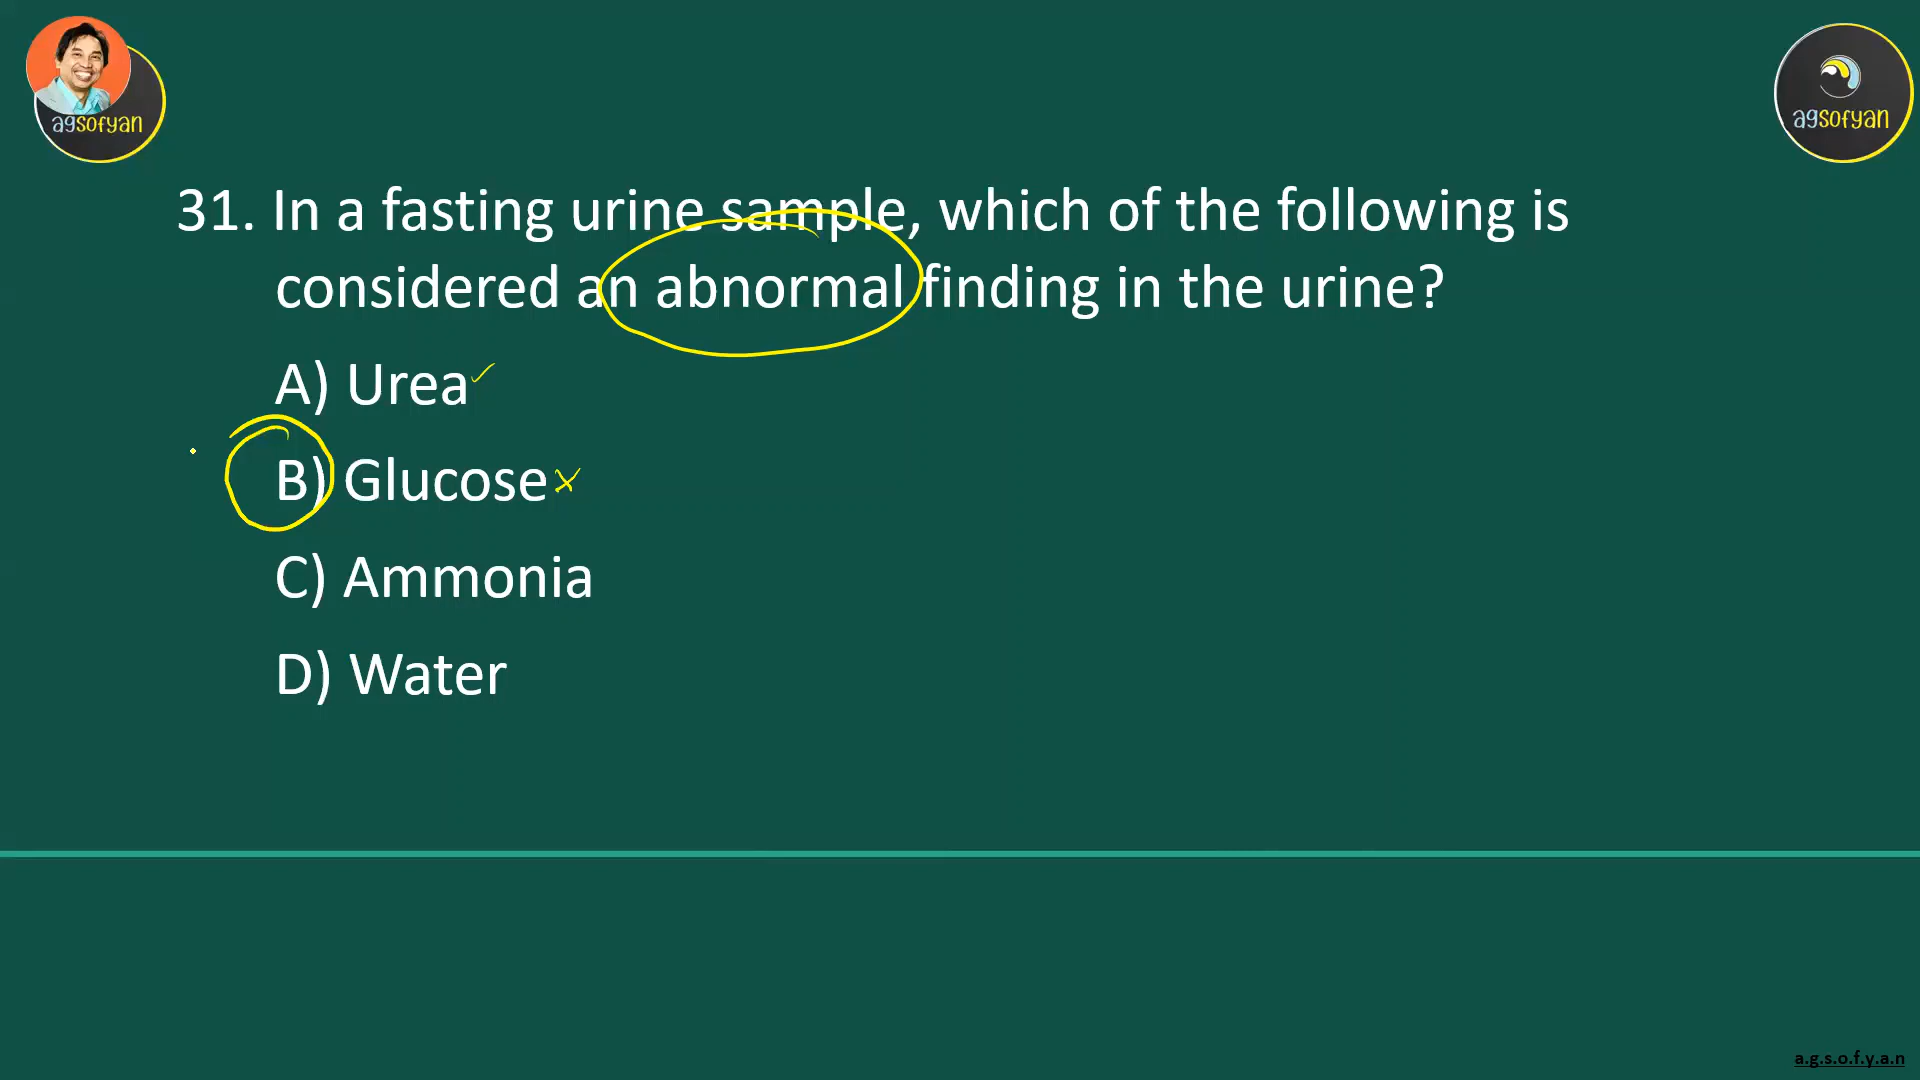 agsofyan
agsofyan
31. In a fasting urine sample, which of the following is
considered an abnormal finding in the urine?
A) Urea
B) Glucose
C) Ammonia
D) Water
a.g.s.o.f.y.a.n